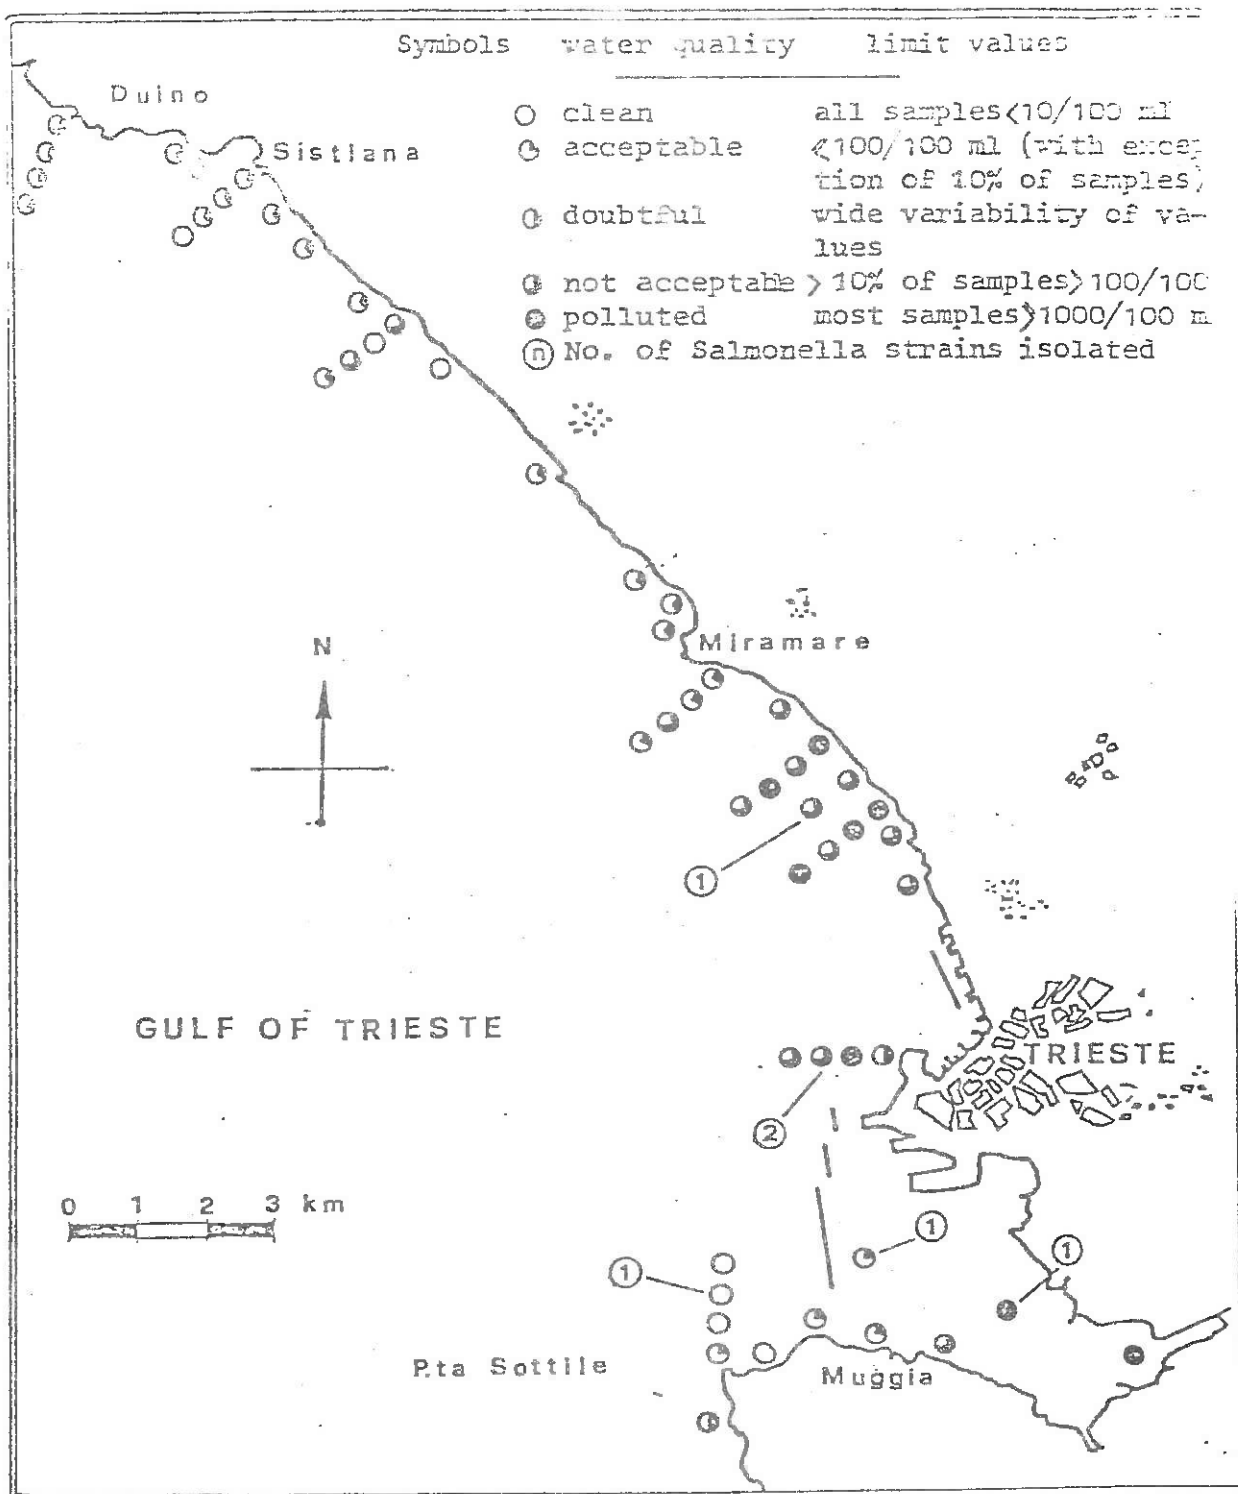 Symbols water quality limit values
clean all samples<10/100 ml
acceptable ⩽100/100 ml (with excep
tion of 10% of samples)
doubtful wide variability of va-
lues
not acceptable >10% of samples>100/100
polluted most samples>1000/100 m
n No. of Salmonella strains isolated
Duino
Sistiana
Miramare
N
1
GULF OF TRIESTE
TRIESTE
2
0 1 2 3 km
1
1
1
P.ta Sottile
Muggia